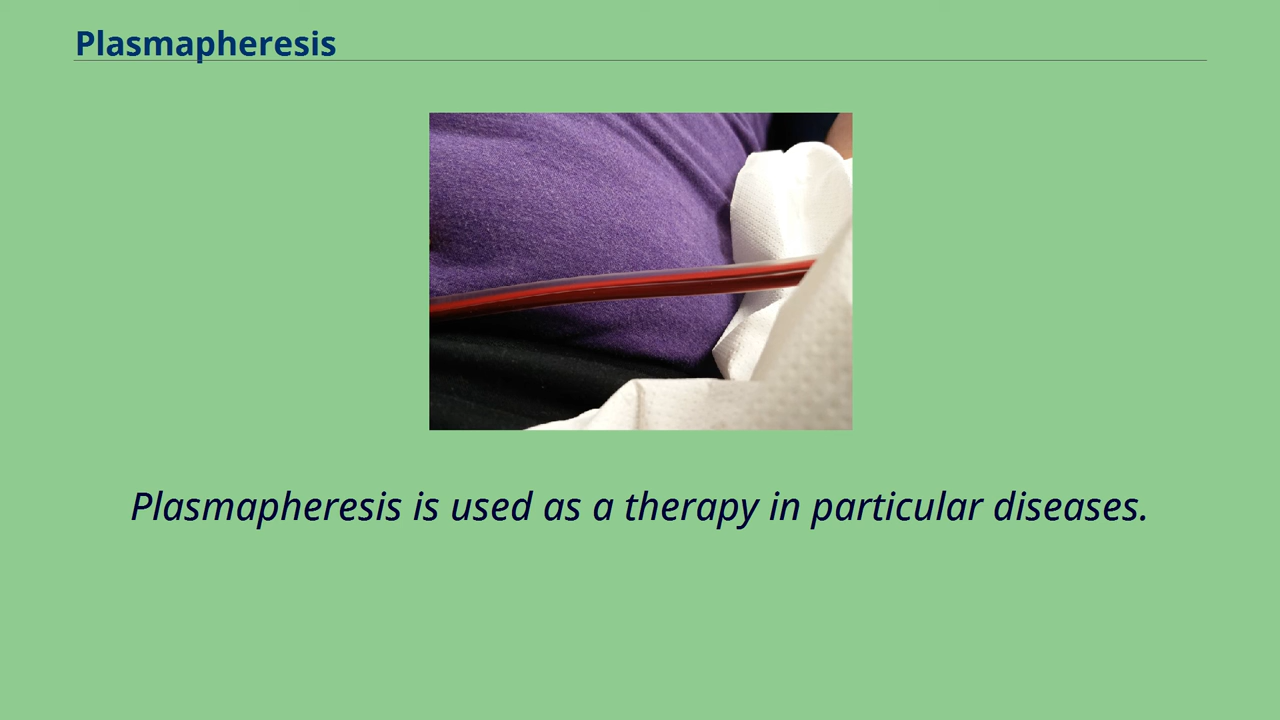 Plasmapheresis
Plasmapheresis is used as a therapy in particular diseases.